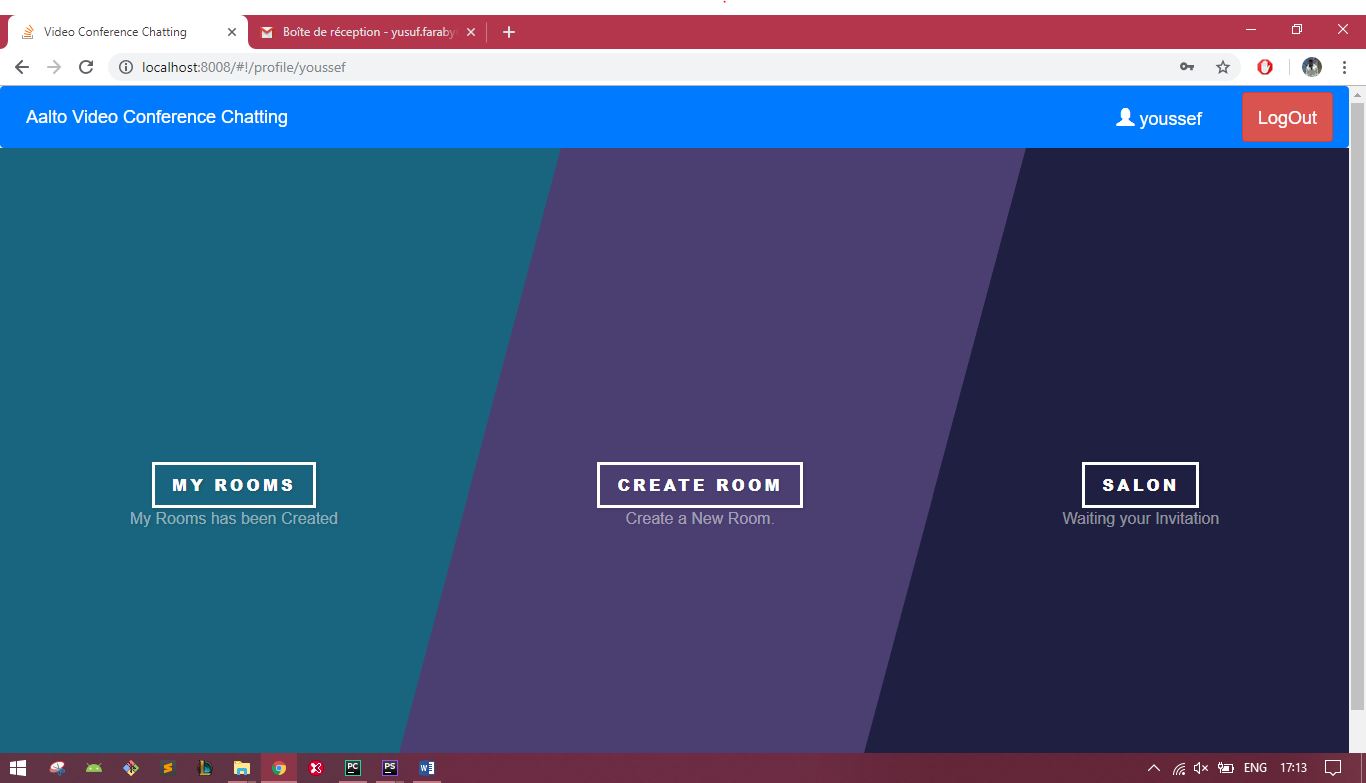 Video Conference Chatting
Boîte de réception - yusuf.faraby
localhost:8008/#!/profile/youssef
Aalto Video Conference Chatting
youssef
LogOut
MY ROOMS
CREATE ROOM
SALON
My Rooms has been Created
Create a New Room.
Waiting your Invitation
PC
PS
ENG
17:13